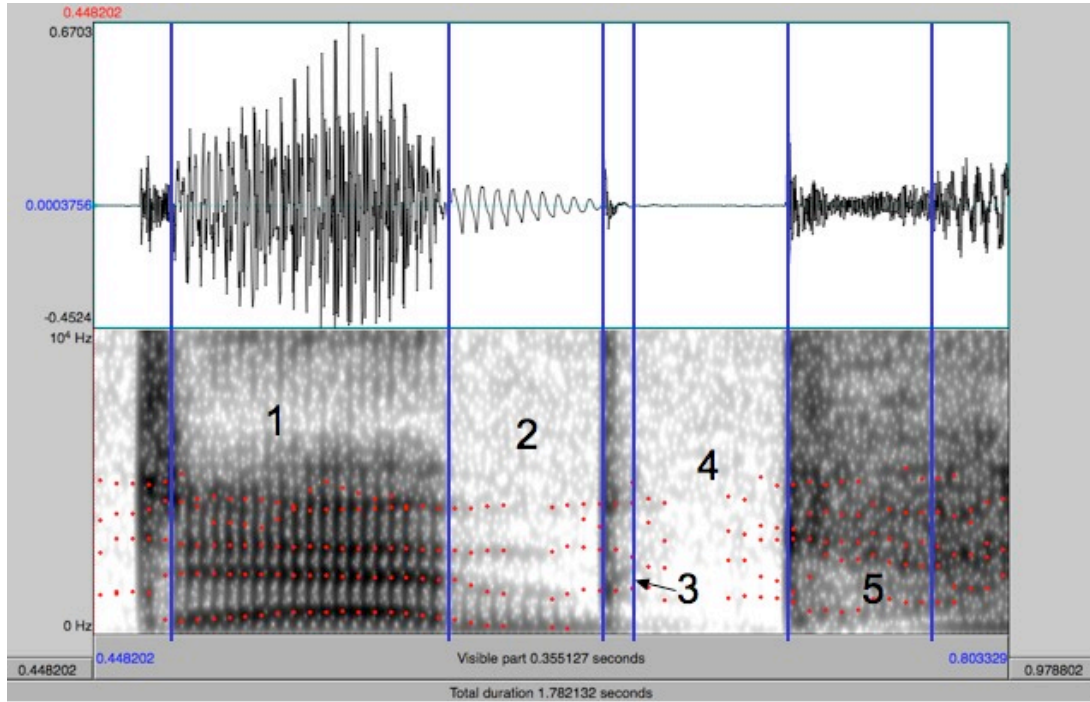 0.448202
0.6703
0.0003756
-0.4524
10⁴ Hz
1
2
4
3
5
0 Hz
0.448202 Visible part 0.355127 seconds 0.803329
0.448202 0.978802
Total duration 1.782132 seconds